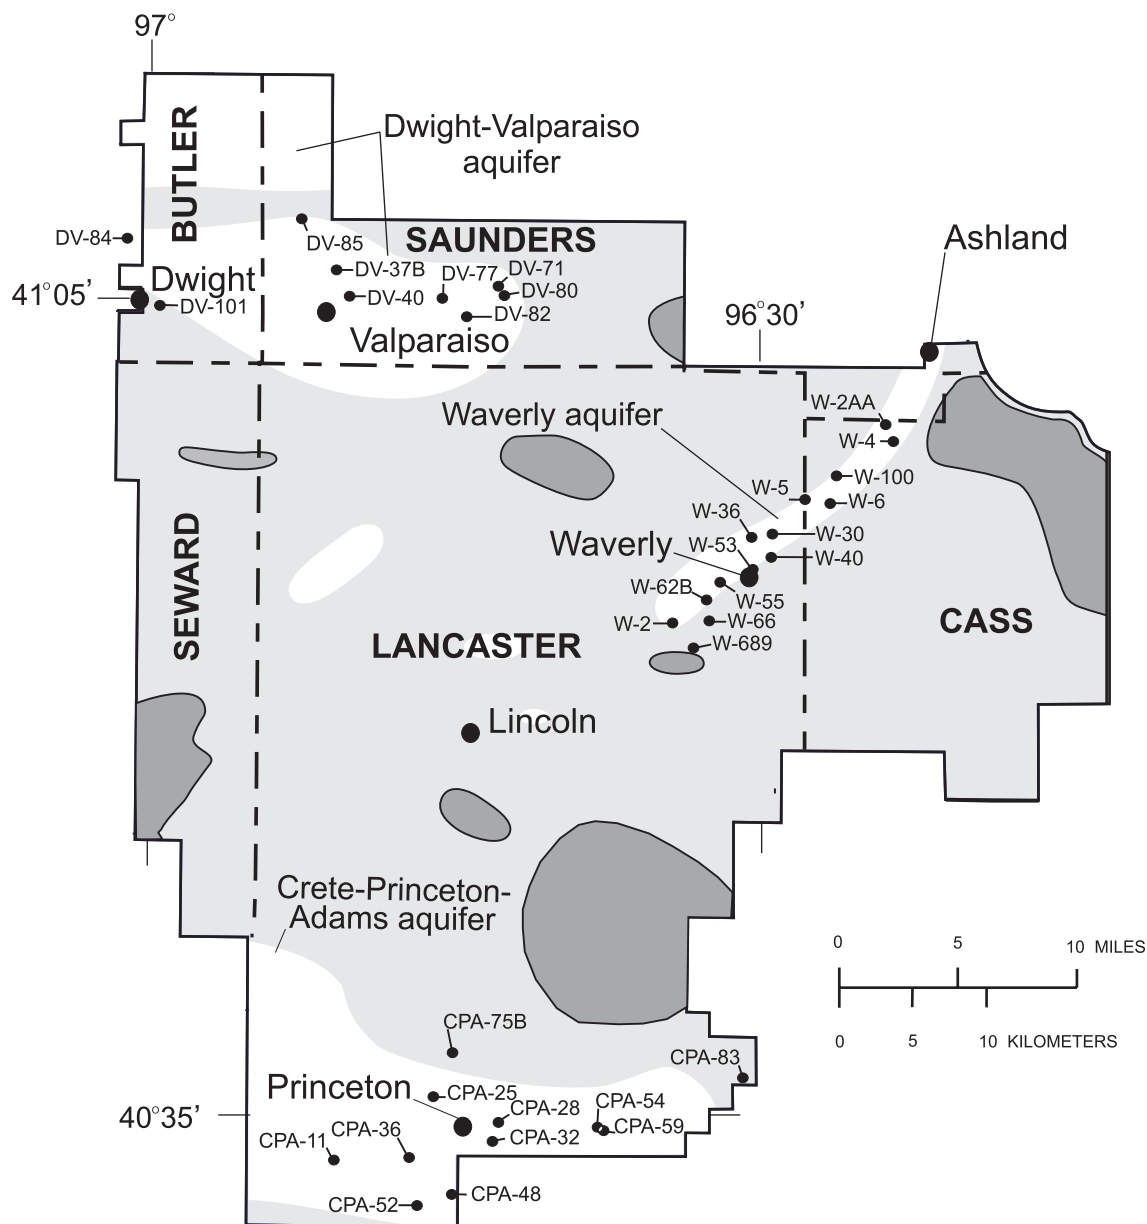 97°
BUTLER
Dwight-Valparaiso
aquifer
DV-84
DV-85
SAUNDERS
Ashland
Dwight
DV-37B
DV-77
DV-71
41°05’
DV-101
DV-40
DV-80
DV-82
96°30’
Valparaiso
W-2AA
Waverly aquifer
W-4
W-100
W-5
W-6
W-36
W-30
Waverly
W-53
W-40
SEWARD
W-62B
W-55
W-2
W-66
CASS
LANCASTER
W-689
Lincoln
Crete-Princeton-
Adams aquifer
0 5 10 MILES
0 5 10 KILOMETERS
CPA-75B
CPA-83
Princeton
CPA-25
CPA-54
40°35’
CPA-28
CPA-59
CPA-36
CPA-11
CPA-32
CPA-48
CPA-52